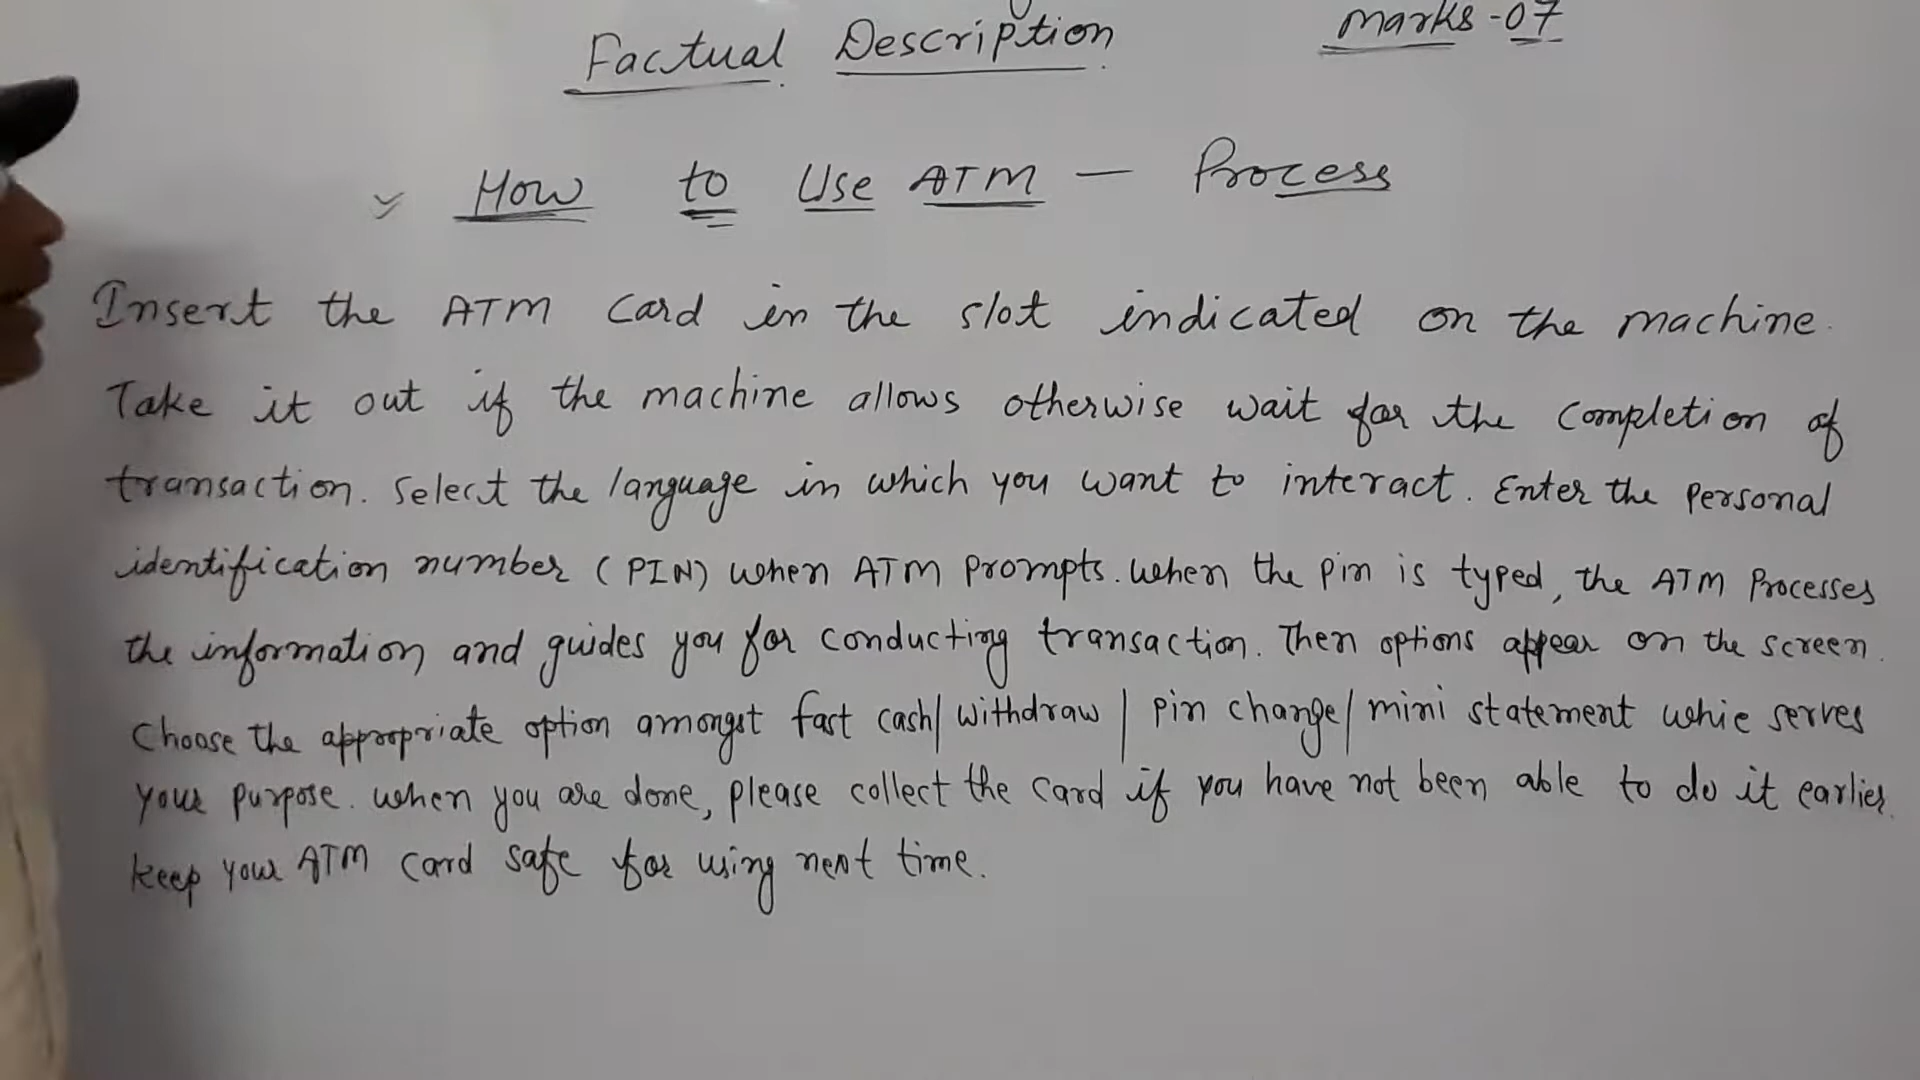 Factual Description
Marks-07
How to Use ATM — Process
Insert the ATM Card in the slot indicated on the machine.
Take it out if the machine allows otherwise wait for the completion of
transaction. Select the language in which you want to interact. Enter the Personal
identification number (PIN) when ATM Prompts. when the pin is typed, the ATM Processes
the information and guides you for conducting transaction. Then options appear on the screen.
Choose the appropriate option amongst fast cash/ withdraw / pin change/ mini statement whie serves
your purpose. when you are done, please collect the card if you have not been able to do it earlier.
keep your ATM card safe for using next time.